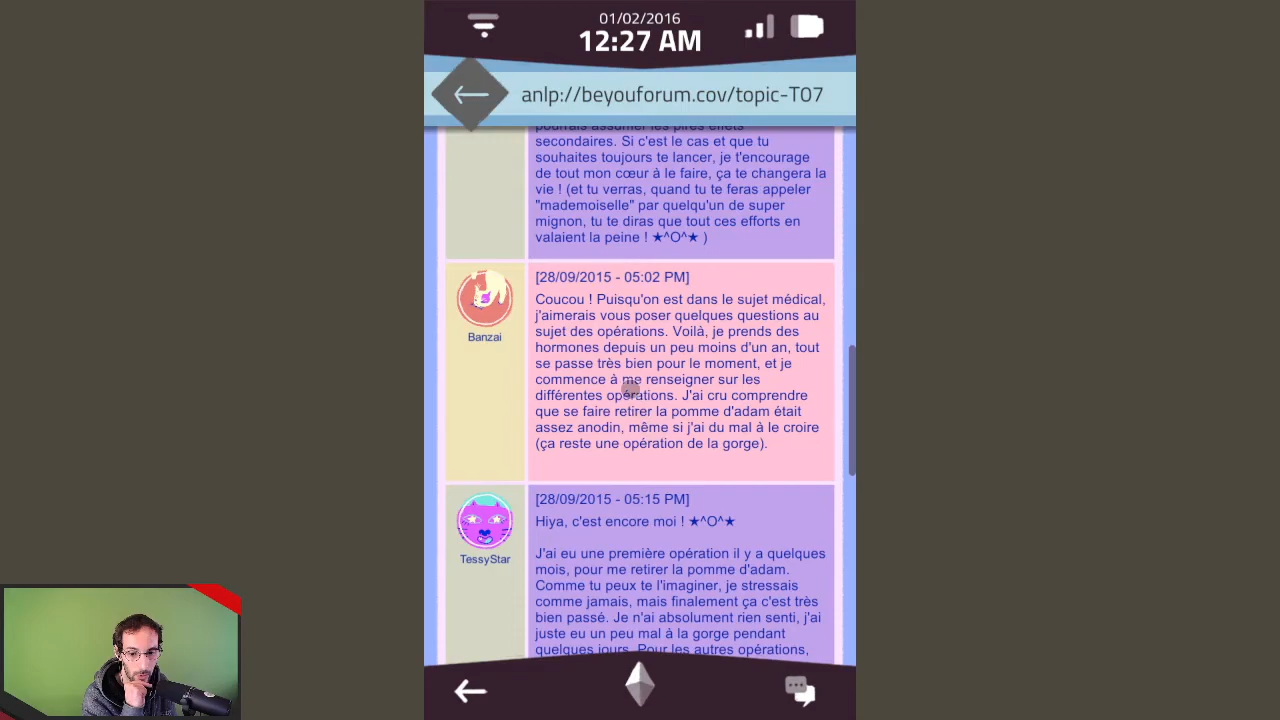 01/02/2016
12:27 AM
anlp://beyouforum.cov/topic-T07
pourrais assumer les pires effets
secondaires. Si c'est le cas et que tu
souhaites toujours te lancer, je t'encourage
de tout mon cœur à le faire, ça te changera la
vie ! (et tu verras, quand tu te feras appeler
"mademoiselle" par quelqu'un de super
mignon, tu te diras que tout ces efforts en
valaient la peine ! ★^O^★ )
[28/09/2015 - 05:02 PM]
Coucou ! Puisqu'on est dans le sujet médical,
j'aimerais vous poser quelques questions au
sujet des opérations. Voilà, je prends des
hormones depuis un peu moins d'un an, tout
se passe très bien pour le moment, et je
commence à me renseigner sur les
différentes opérations. J'ai cru comprendre
que se faire retirer la pomme d'adam était
assez anodin, même si j'ai du mal à le croire
(ça reste une opération de la gorge).
Banzai
[28/09/2015 - 05:15 PM]
Hiya, c'est encore moi ! ★^O^★
TessyStar
J'ai eu une première opération il y a quelques
mois, pour me retirer la pomme d'adam.
Comme tu peux te l'imaginer, je stressais
comme jamais, mais finalement ça c'est très
bien passé. Je n'ai absolument rien senti, j'ai
juste eu un peu mal à la gorge pendant
quelques jours. Pour les autres opérations,